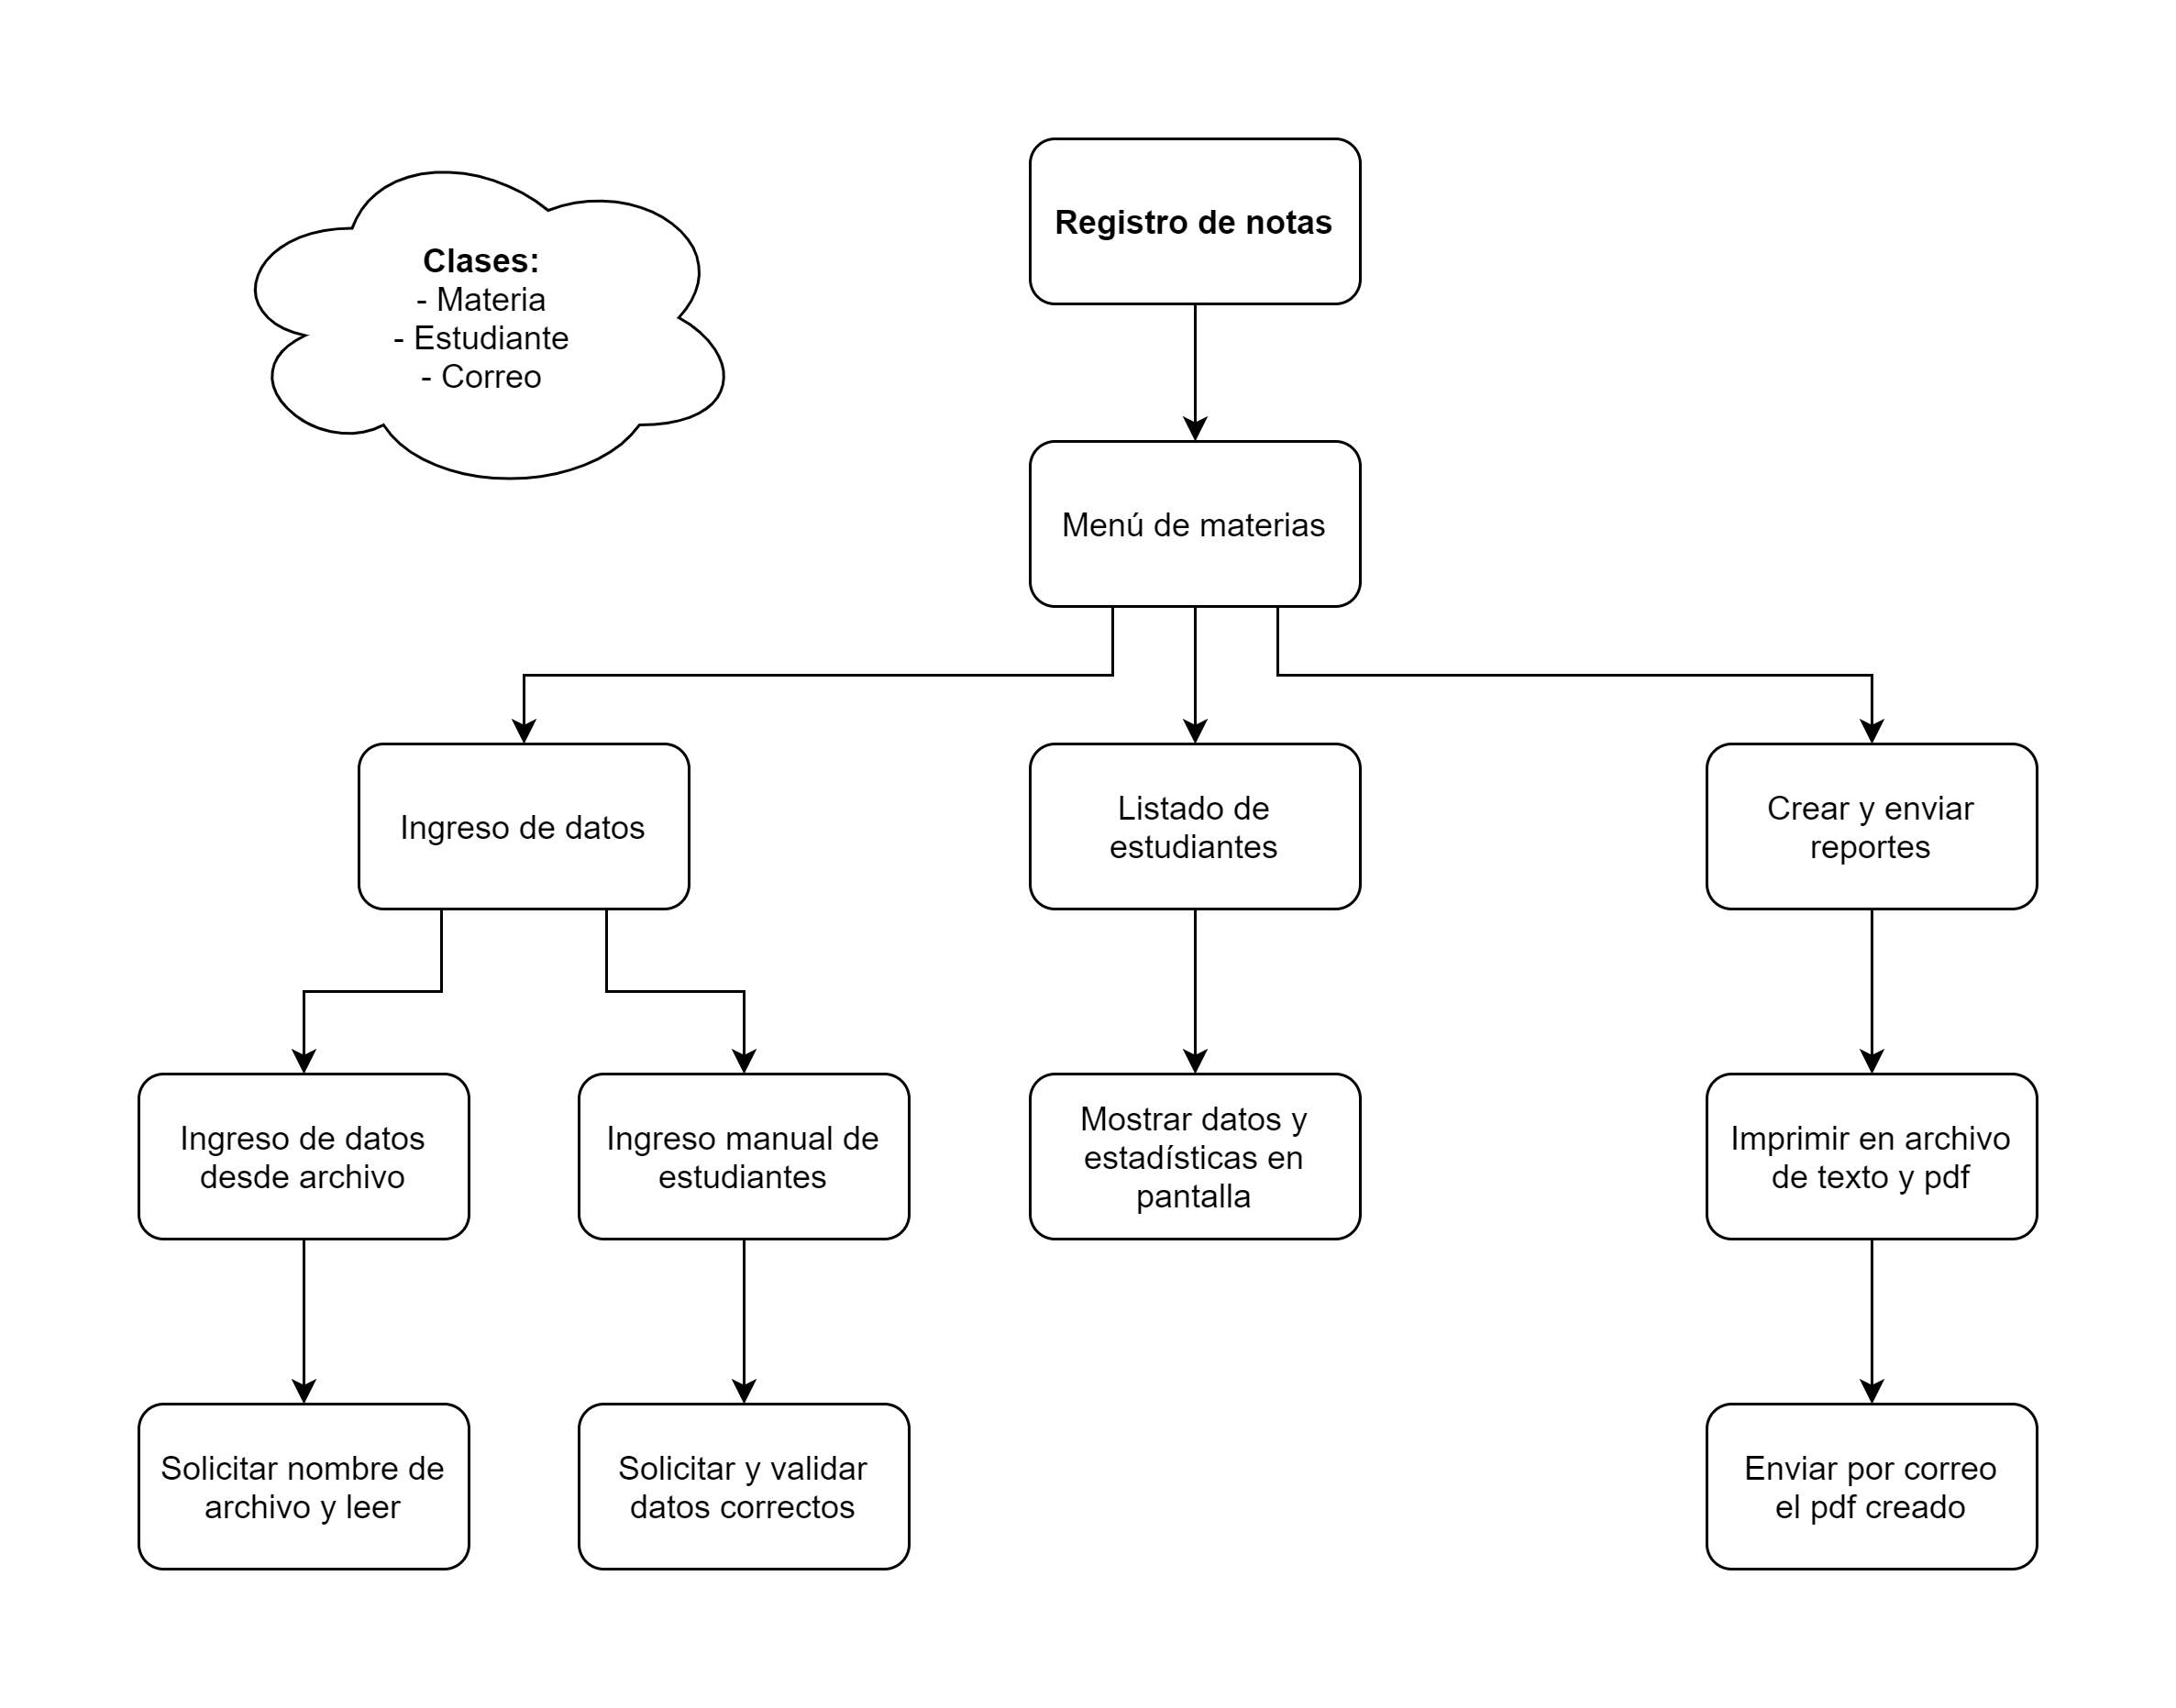 Clases:
- Materia
- Estudiante
- Correo
Registro de notas
Menú de materias
Ingreso de datos
Listado de
estudiantes
Crear y enviar
reportes
Ingreso de datos
desde archivo
Ingreso manual de
estudiantes
Mostrar datos y
estadísticas en
pantalla
Imprimir en archivo
de texto y pdf
Solicitar nombre de
archivo y leer
Solicitar y validar
datos correctos
Enviar por correo
el pdf creado